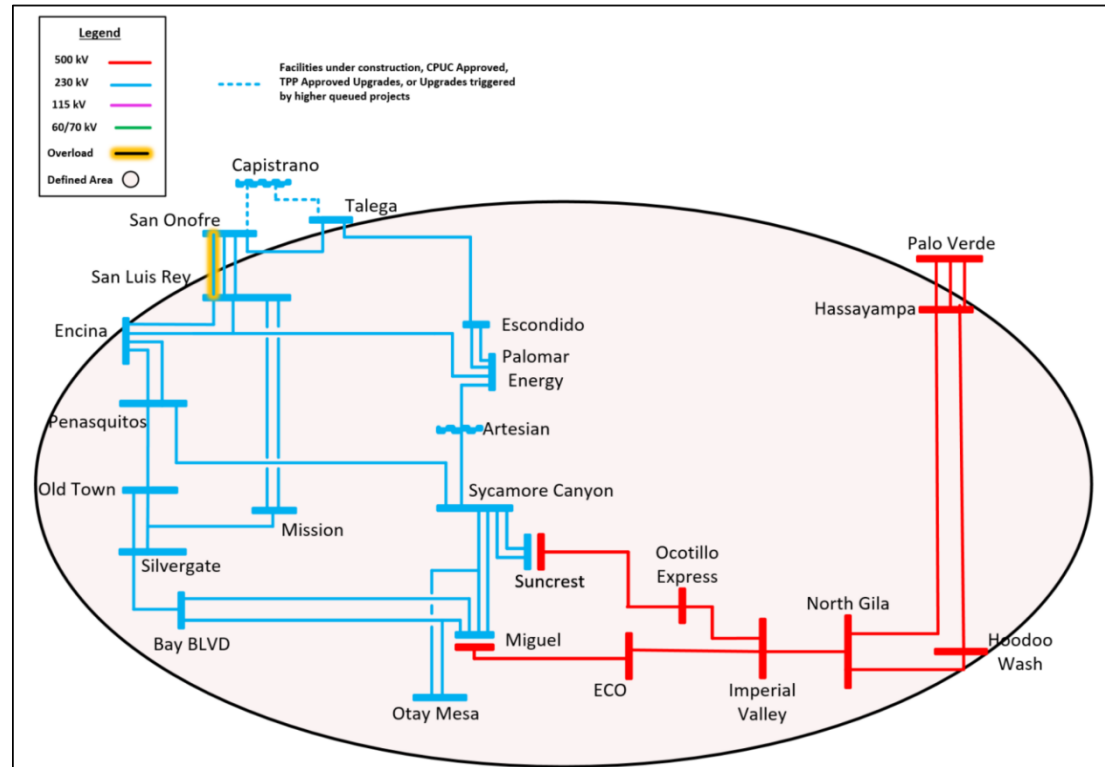 Legend
500 kV
230 kV
115 kV
60/70 kV
Overload
Defined Area
Facilities under construction, CPUC Approved,
TPP Approved Upgrades, or Upgrades triggered
by higher queued projects
Capistrano
San Onofre
Talega
San Luis Rey
Palo Verde
Hassayampa
Encina
Escondido
Palomar
Energy
Penasquitos
Artesian
Old Town
Sycamore Canyon
Mission
Silvergate
Suncrest
Ocotillo
Express
North Gila
Bay BLVD
Miguel
Hoodoo
Wash
ECO
Imperial
Valley
Otay Mesa